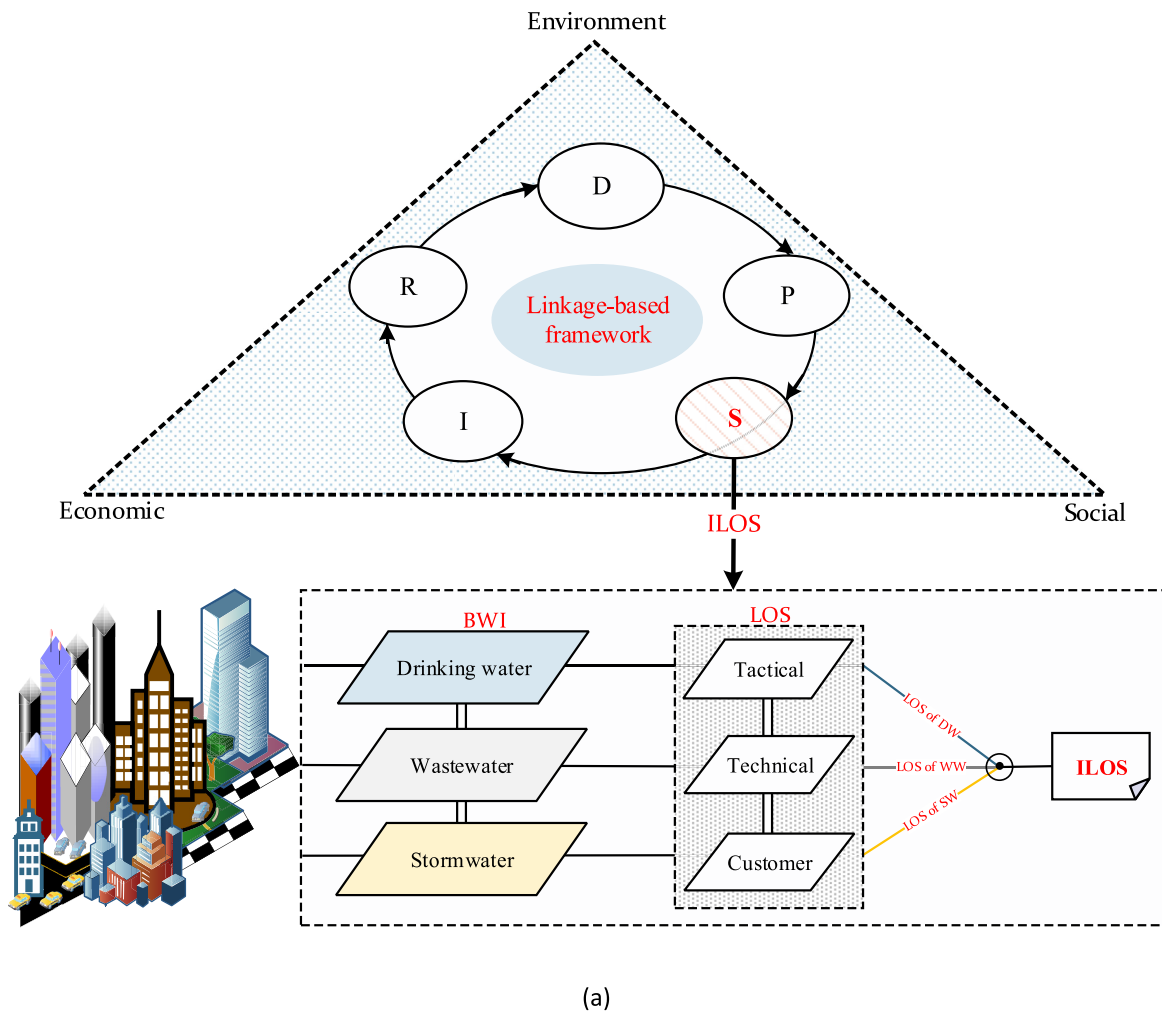 Environment
D
R
P
Linkage-based
framework
I
S
Economic
Social
ILOS
BWI
LOS
Drinking water
Tactical
LOS of DW
Wastewater
Technical
LOS of WW
ILOS
LOS of SW
Stormwater
Customer
(a)